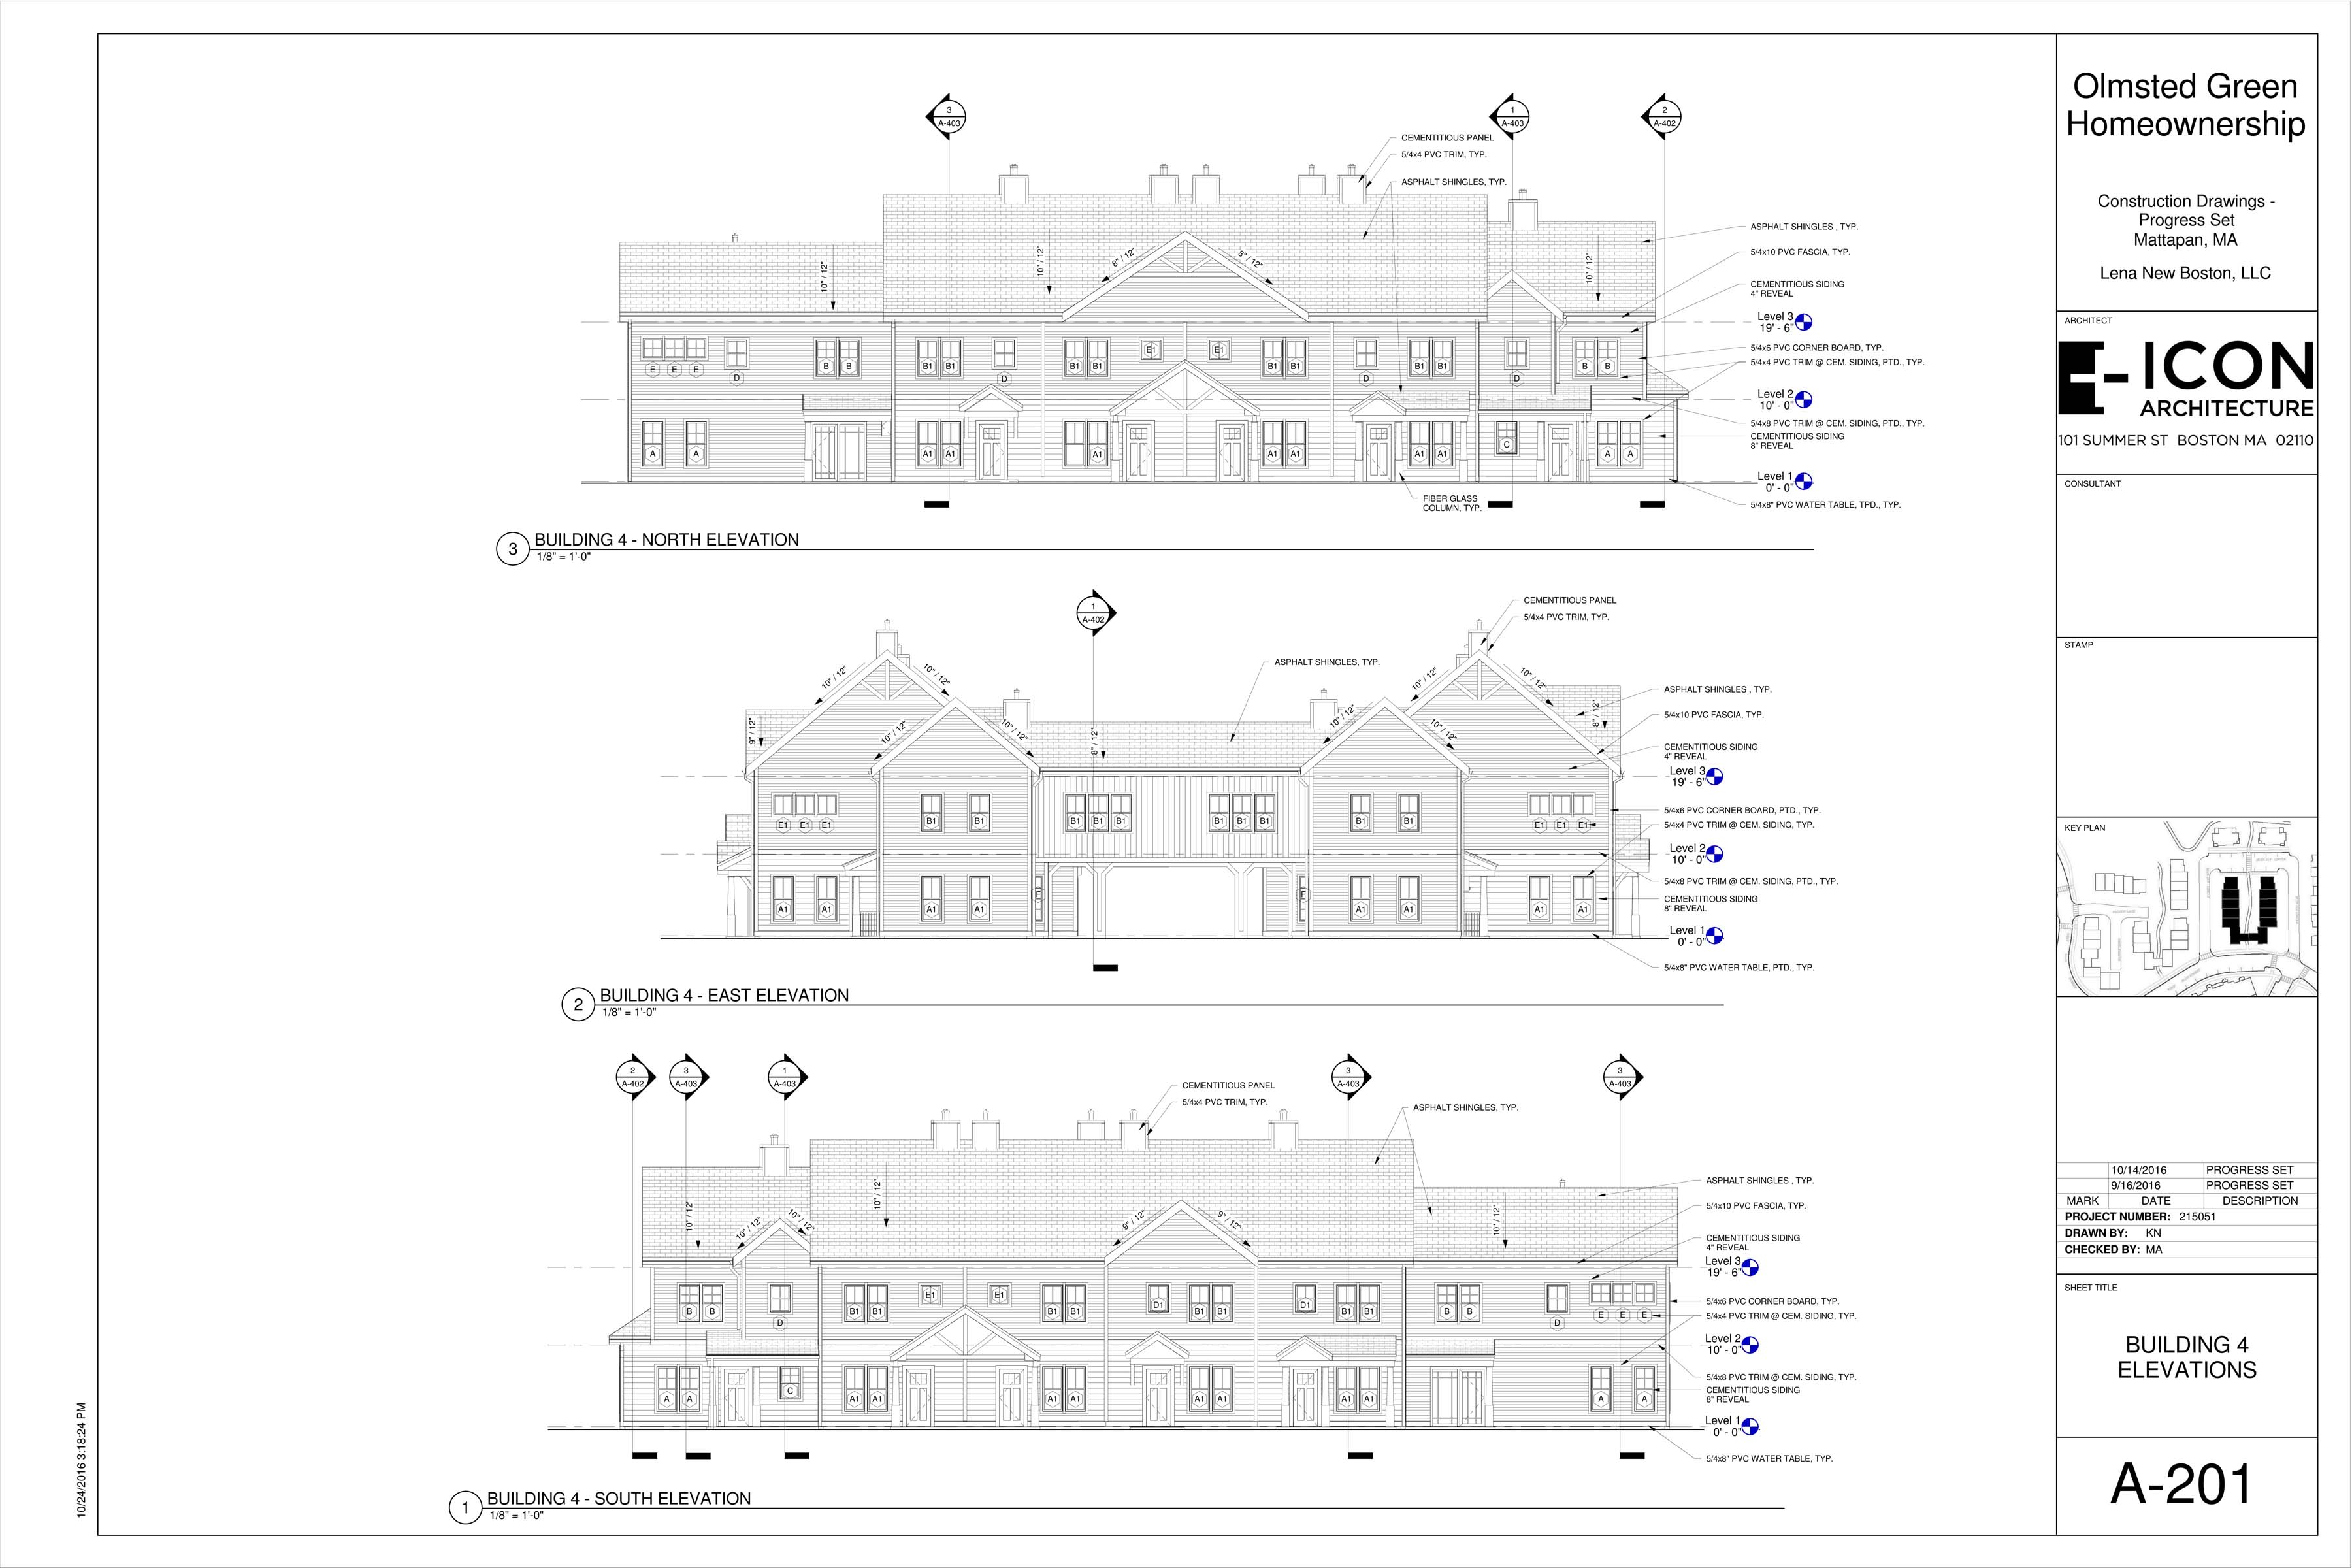 3
A-403
1
A-403
2
A-402
CEMENTITIOUS PANEL
5/4x4 PVC TRIM, TYP.
ASPHALT SHINGLES, TYP.
ASPHALT SHINGLES , TYP.
5/4x10 PVC FASCIA, TYP.
CEMENTITIOUS SIDING
4" REVEAL
10" / 12"
10" / 12"
8" / 12"
8" / 12"
10" / 12"
Level 3
19' - 6"
5/4x6 PVC CORNER BOARD, TYP.
5/4x4 PVC TRIM @ CEM. SIDING, PTD., TYP.
E E E D B B B1 B1 D B1 B1 E1 E1 B1 B1 D B1 B1 D B B
Level 2
10' - 0"
5/4x8 PVC TRIM @ CEM. SIDING, PTD., TYP.
CEMENTITIOUS SIDING
8" REVEAL
A A A1 A1 A1 A1 A1 A1 A1 C A A
Level 1
0' - 0"
FIBER GLASS
COLUMN, TYP.
5/4x8" PVC WATER TABLE, TPD., TYP.
3
BUILDING 4 - NORTH ELEVATION
1/8" = 1'-0"
1
A-402
CEMENTITIOUS PANEL
5/4x4 PVC TRIM, TYP.
ASPHALT SHINGLES, TYP.
ASPHALT SHINGLES , TYP.
5/4x10 PVC FASCIA, TYP.
CEMENTITIOUS SIDING
4" REVEAL
9" / 12"
10" / 12"
10" / 12"
10" / 12"
10" / 12"
8" / 12"
10" / 12"
10" / 12"
10" / 12"
10" / 12"
8" / 12"
Level 3
19' - 6"
5/4x6 PVC CORNER BOARD, PTD., TYP.
5/4x4 PVC TRIM @ CEM. SIDING, TYP.
E1 E1 E1 B1 B1 B1 B1 B1 B1 B1 B1 B1 B1 E1 E1 E1
Level 2
10' - 0"
5/4x8 PVC TRIM @ CEM. SIDING, PTD., TYP.
CEMENTITIOUS SIDING
8" REVEAL
A1 A1 A1 A1 F F A1 A1 A1 A1
Level 1
0' - 0"
5/4x8" PVC WATER TABLE, PTD., TYP.
2
BUILDING 4 - EAST ELEVATION
1/8" = 1'-0"
2
A-402
3
A-403
1
A-403
3
A-403
3
A-403
CEMENTITIOUS PANEL
5/4x4 PVC TRIM, TYP.
ASPHALT SHINGLES, TYP.
ASPHALT SHINGLES , TYP.
5/4x10 PVC FASCIA, TYP.
CEMENTITIOUS SIDING
4" REVEAL
10" / 12"
10" / 12"
10" / 12"
10" / 12"
9" / 12"
9" / 12"
10" / 12"
Level 3
19' - 6"
5/4x6 PVC CORNER BOARD, TYP.
5/4x4 PVC TRIM @ CEM. SIDING, TYP.
B B D B1 B1 E1 E1 B1 B1 D1 B1 B1 D1 B1 B1 B B D E E E
Level 2
10' - 0"
5/4x8 PVC TRIM @ CEM. SIDING, TYP.
CEMENTITIOUS SIDING
8" REVEAL
A A C A1 A1 A1 A1 A1 A1 A1 A1 A A
Level 1
0' - 0"
5/4x8" PVC WATER TABLE, TYP.
1
BUILDING 4 - SOUTH ELEVATION
1/8" = 1'-0"
10/24/2016 3:18:24 PM
Olmsted Green
Homeownership
Construction Drawings -
Progress Set
Mattapan, MA
Lena New Boston, LLC
ARCHITECT
ICON
ARCHITECTURE
101 SUMMER ST BOSTON MA 02110
CONSULTANT
STAMP
KEY PLAN
10/14/2016 PROGRESS SET
9/16/2016 PROGRESS SET
MARK DATE DESCRIPTION
PROJECT NUMBER: 215051
DRAWN BY: KN
CHECKED BY: MA
SHEET TITLE
BUILDING 4
ELEVATIONS
A-201